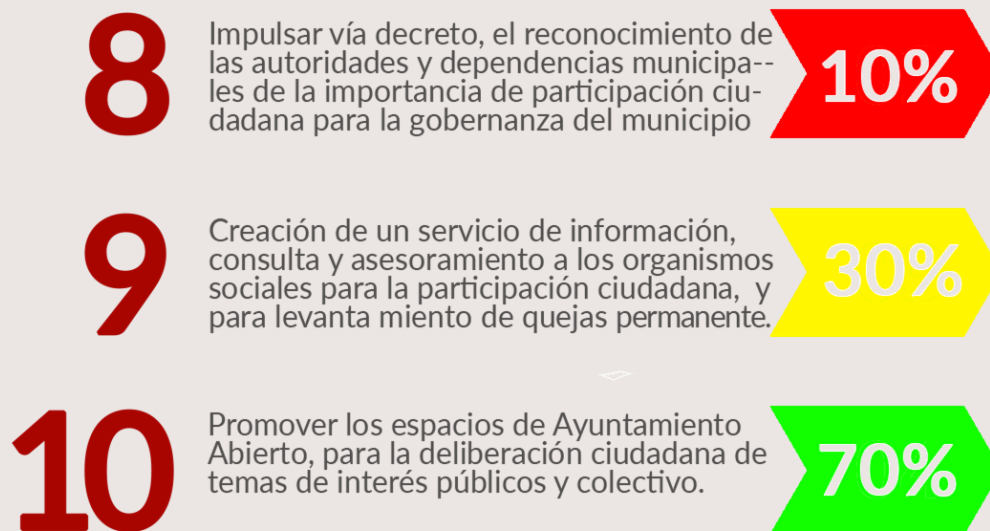 8
Impulsar vía decreto, el reconocimiento de
las autoridades y dependencias municipa--
les de la importancia de participación ciu-
dadana para la gobernanza del municipio
10%
9
Creación de un servicio de información,
consulta y asesoramiento a los organismos
sociales para la participación ciudadana,  y
para levanta miento de quejas permanente.
30%
10
Promover los espacios de Ayuntamiento
Abierto, para la deliberación ciudadana de
temas de interés públicos y colectivo.
70%